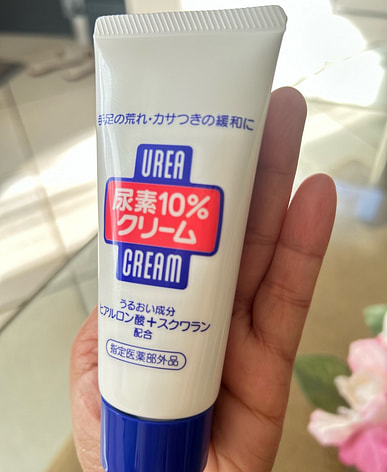 手足の荒れ・カサつきの緩和に
UREA
尿素10%
クリーム
CREAM
うるおい成分
ヒアルロン酸+スクワラン
配合
指定医薬部外品